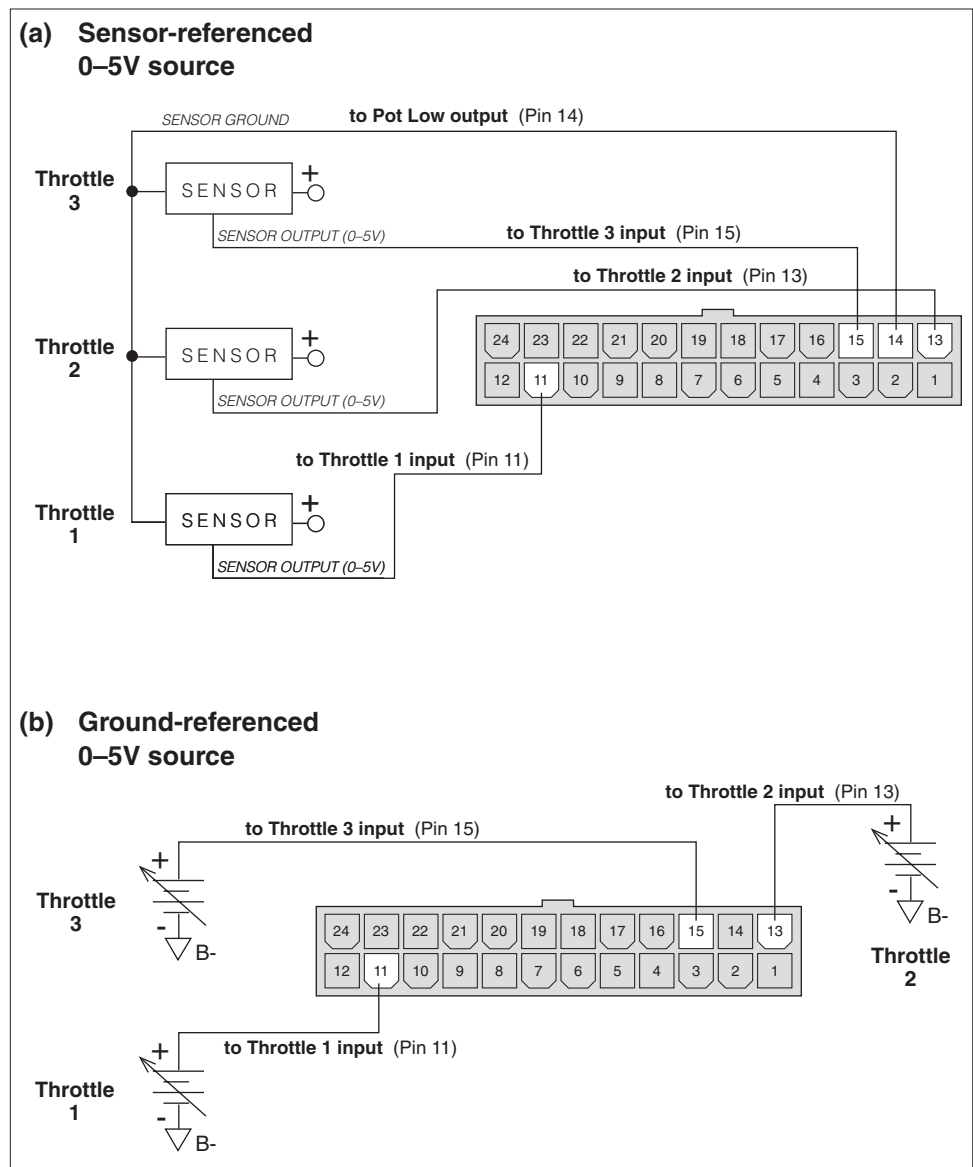 (a) Sensor-referenced
0–5V source
SENSOR GROUND
to Pot Low output (Pin 14)
Throttle
3
SENSOR
+
SENSOR OUTPUT (0–5V)
to Throttle 3 input (Pin 15)
to Throttle 2 input (Pin 13)
Throttle
2
SENSOR
+
SENSOR OUTPUT (0–5V)
24 23 22 21 20 19 18 17 16 15 14 13
12 11 10 9 8 7 6 5 4 3 2 1
to Throttle 1 input (Pin 11)
Throttle
1
SENSOR
+
SENSOR OUTPUT (0–5V)
(b) Ground-referenced
0–5V source
to Throttle 2 input (Pin 13)
+
-
B-
Throttle
2
to Throttle 3 input (Pin 15)
Throttle
3
+
-
B-
24 23 22 21 20 19 18 17 16 15 14 13
12 11 10 9 8 7 6 5 4 3 2 1
to Throttle 1 input (Pin 11)
Throttle
1
+
-
B-